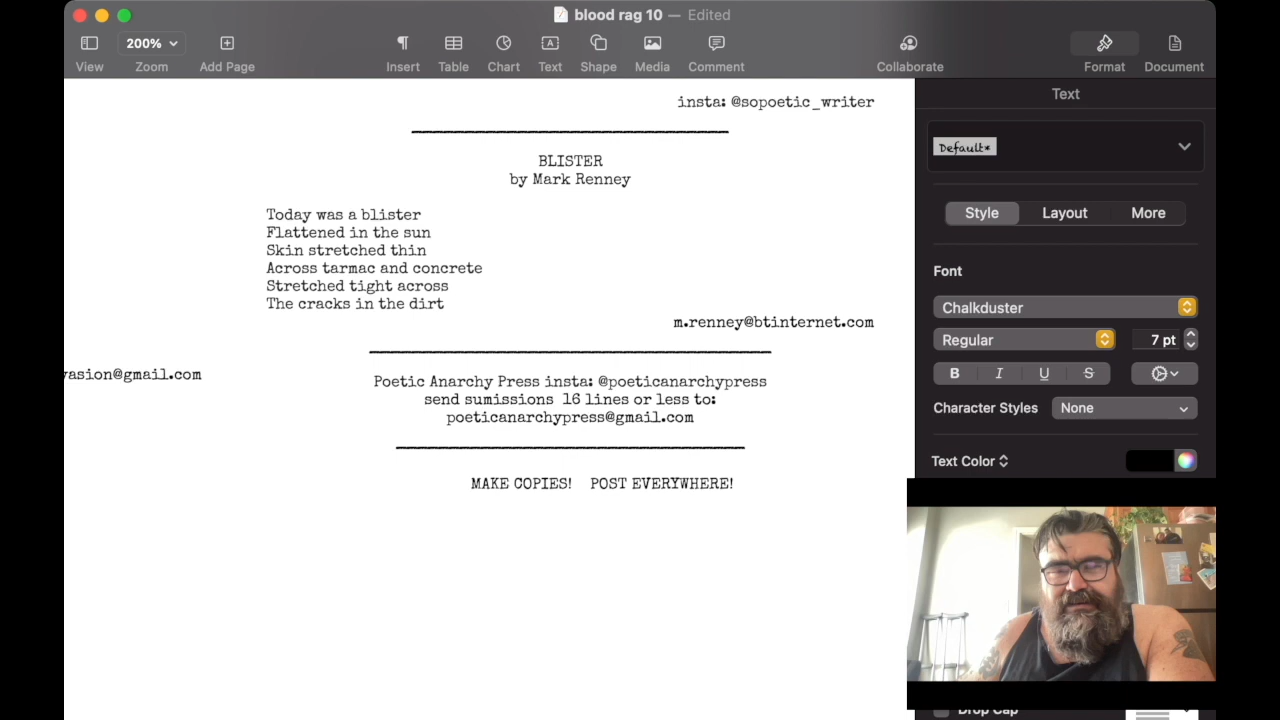 blood rag 10 — Edited
200%
View
Zoom
Add Page
Insert
Table
Chart
Text
Shape
Media
Comment
Collaborate
Format
Document
insta: @sopoetic_writer
BLISTER
by Mark Renney
Today was a blister
Flattened in the sun
Skin stretched thin
Across tarmac and concrete
Stretched tight across
The cracks in the dirt
m.renney@btinternet.com
vasion@gmail.com
Poetic Anarchy Press insta: @poeticanarchypress
send sumissions 16 lines or less to:
poeticanarchypress@gmail.com
MAKE COPIES! POST EVERYWHERE!
Text
Default*
Style
Layout
More
Font
Chalkduster
Regular
7 pt
B I U S
Character Styles
None
Text Color
Drop Cap